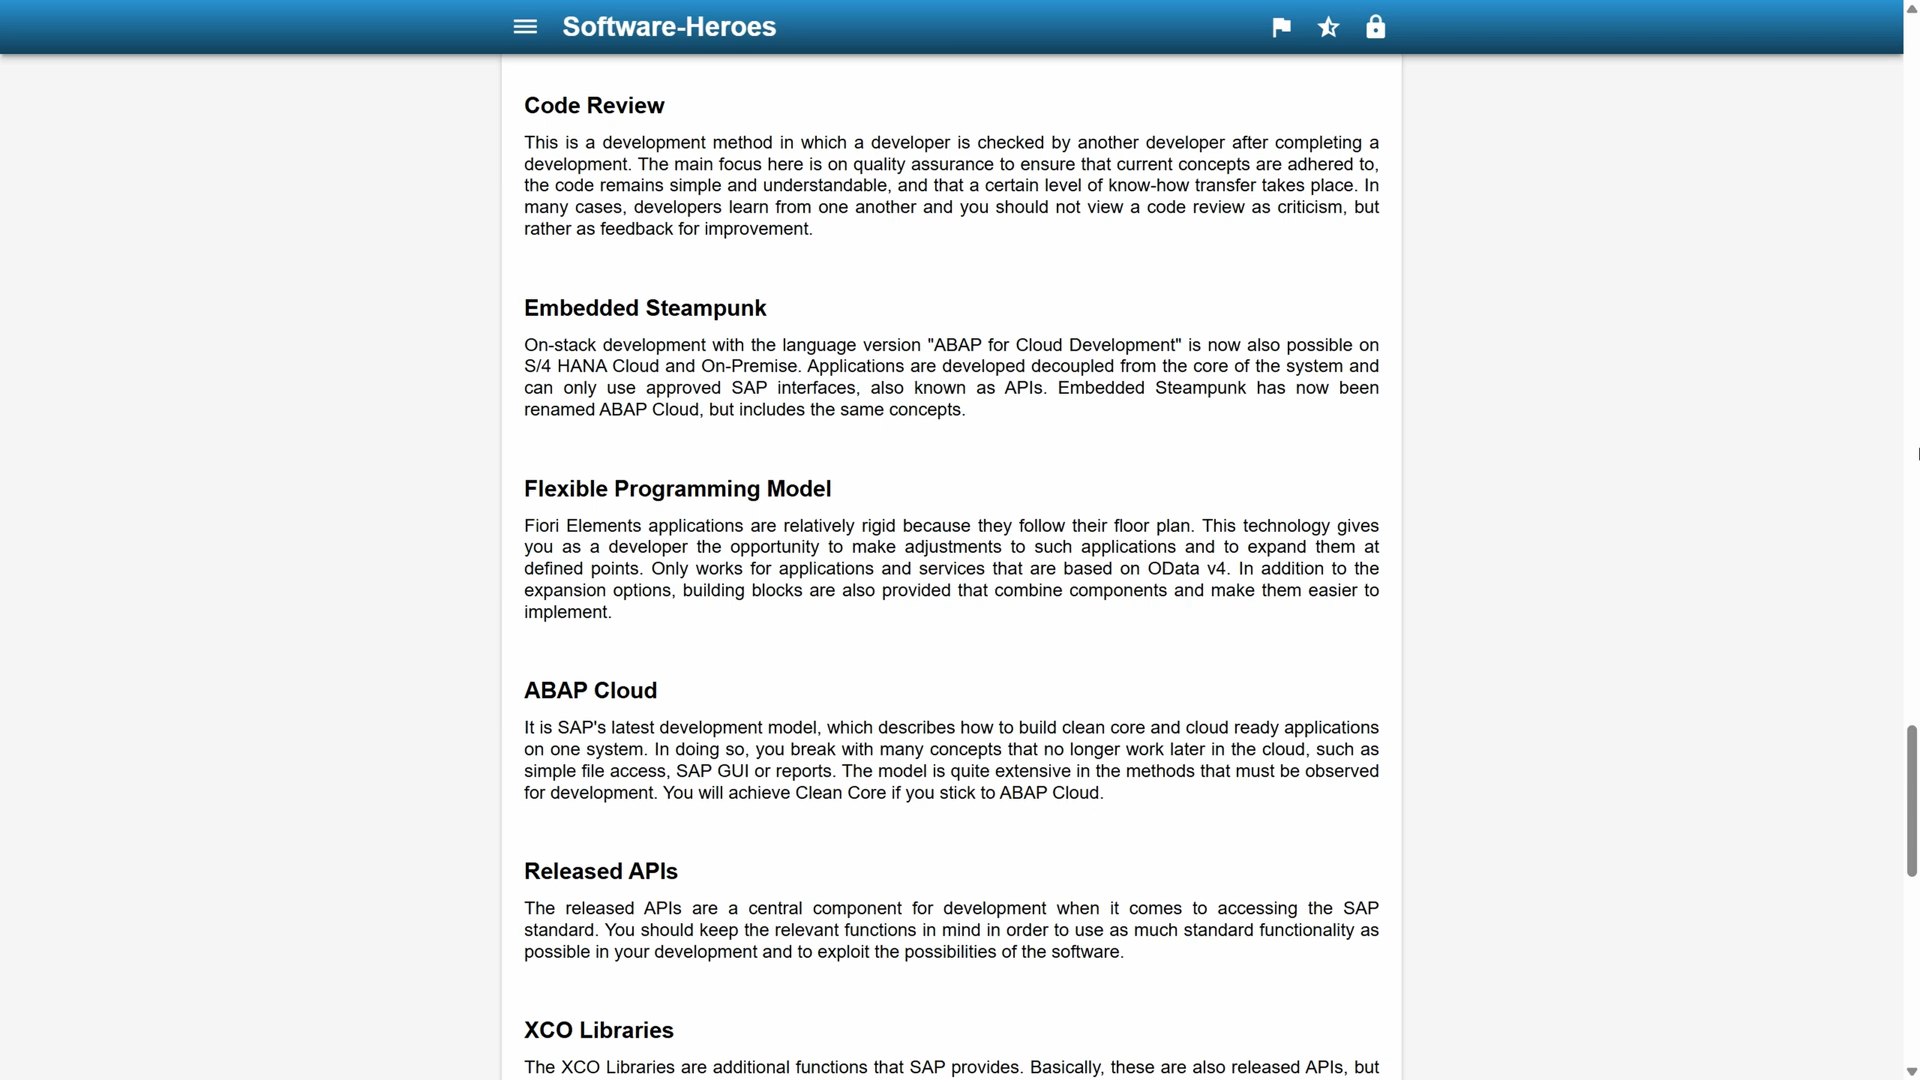 Software-Heroes
Code Review
This is a development method in which a developer is checked by another developer after completing a
development. The main focus here is on quality assurance to ensure that current concepts are adhered to,
the code remains simple and understandable, and that a certain level of know-how transfer takes place. In
many cases, developers learn from one another and you should not view a code review as criticism, but
rather as feedback for improvement.
Embedded Steampunk
On-stack development with the language version "ABAP for Cloud Development" is now also possible on
S/4 HANA Cloud and On-Premise. Applications are developed decoupled from the core of the system and
can only use approved SAP interfaces, also known as APIs. Embedded Steampunk has now been
renamed ABAP Cloud, but includes the same concepts.
Flexible Programming Model
Fiori Elements applications are relatively rigid because they follow their floor plan. This technology gives
you as a developer the opportunity to make adjustments to such applications and to expand them at
defined points. Only works for applications and services that are based on OData v4. In addition to the
expansion options, building blocks are also provided that combine components and make them easier to
implement.
ABAP Cloud
It is SAP's latest development model, which describes how to build clean core and cloud ready applications
on one system. In doing so, you break with many concepts that no longer work later in the cloud, such as
simple file access, SAP GUI or reports. The model is quite extensive in the methods that must be observed
for development. You will achieve Clean Core if you stick to ABAP Cloud.
Released APIs
The released APIs are a central component for development when it comes to accessing the SAP
standard. You should keep the relevant functions in mind in order to use as much standard functionality as
possible in your development and to exploit the possibilities of the software.
XCO Libraries
The XCO Libraries are additional functions that SAP provides. Basically, these are also released APIs, but